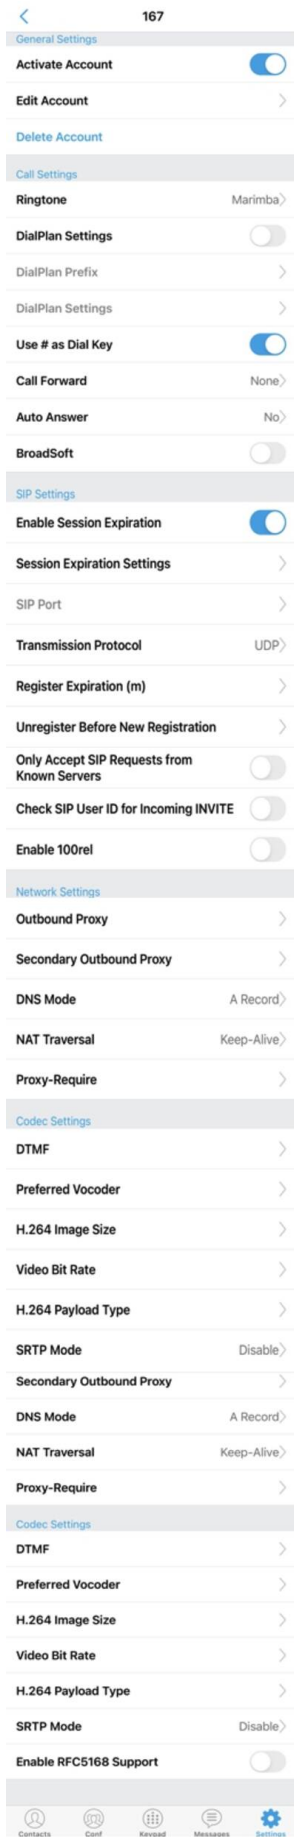 167
General Settings
Activate Account
Edit Account
Delete Account
Call Settings
Ringtone Marimba
DialPlan Settings
DialPlan Prefix
DialPlan Settings
Use # as Dial Key
Call Forward None
Auto Answer No
BroadSoft
SIP Settings
Enable Session Expiration
Session Expiration Settings
SIP Port
Transmission Protocol UDP
Register Expiration (m)
Unregister Before New Registration
Only Accept SIP Requests from
Known Servers
Check SIP User ID for Incoming INVITE
Enable 100rel
Network Settings
Outbound Proxy
Secondary Outbound Proxy
DNS Mode A Record
NAT Traversal Keep-Alive
Proxy-Require
Codec Settings
DTMF
Preferred Vocoder
H.264 Image Size
Video Bit Rate
H.264 Payload Type
SRTP Mode Disable
Secondary Outbound Proxy
DNS Mode A Record
NAT Traversal Keep-Alive
Proxy-Require
Codec Settings
DTMF
Preferred Vocoder
H.264 Image Size
Video Bit Rate
H.264 Payload Type
SRTP Mode Disable
Enable RFC5168 Support
Contacts Conf Keypad Messages Settings